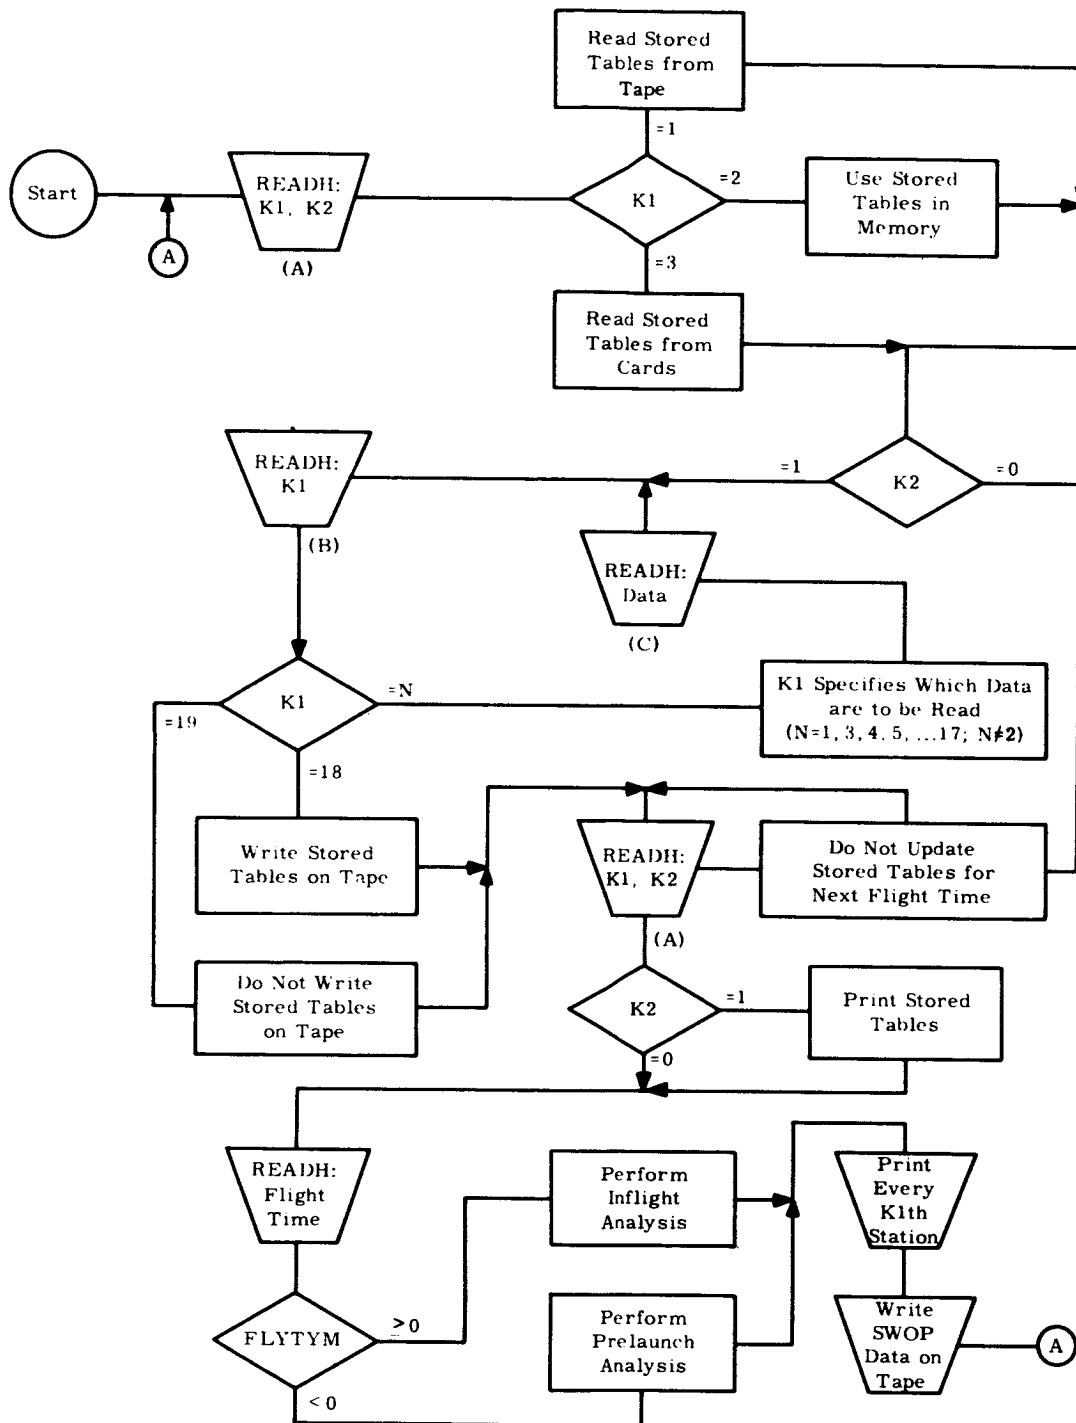 Read Stored
Tables from
Tape
=1
Start
READH:
K1, K2
K1
=2
Use Stored
Tables in
Memory
A
(A)
=3
Read Stored
Tables from
Cards
READH:
K1
=1
K2
=0
(B)
READH:
Data
(C)
K1
=N
K1 Specifies Which Data
are to be Read
(N=1, 3, 4, 5, ...17; N≠2)
=19
=18
Write Stored
Tables on Tape
READH:
K1, K2
Do Not Update
Stored Tables for
Next Flight Time
(A)
Do Not Write
Stored Tables
on Tape
K2
=1
Print Stored
Tables
=0
READH:
Flight
Time
Perform
Inflight
Analysis
Print
Every
K1th
Station
FLYTYM
≥0
Perform
Prelaunch
Analysis
Write
SWOP
Data on
Tape
A
<0